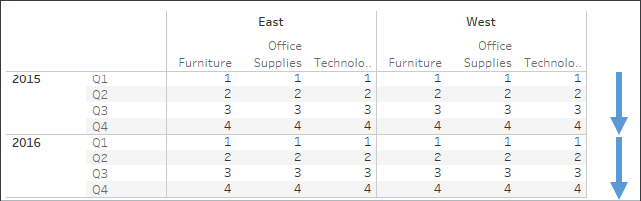 East West
Office Office
Furniture Supplies Technolo.. Furniture Supplies Technolo..
2015 Q1 1 1 1 1 1 1
Q2 2 2 2 2 2 2
Q3 3 3 3 3 3 3
Q4 4 4 4 4 4 4
2016 Q1 1 1 1 1 1 1
Q2 2 2 2 2 2 2
Q3 3 3 3 3 3 3
Q4 4 4 4 4 4 4